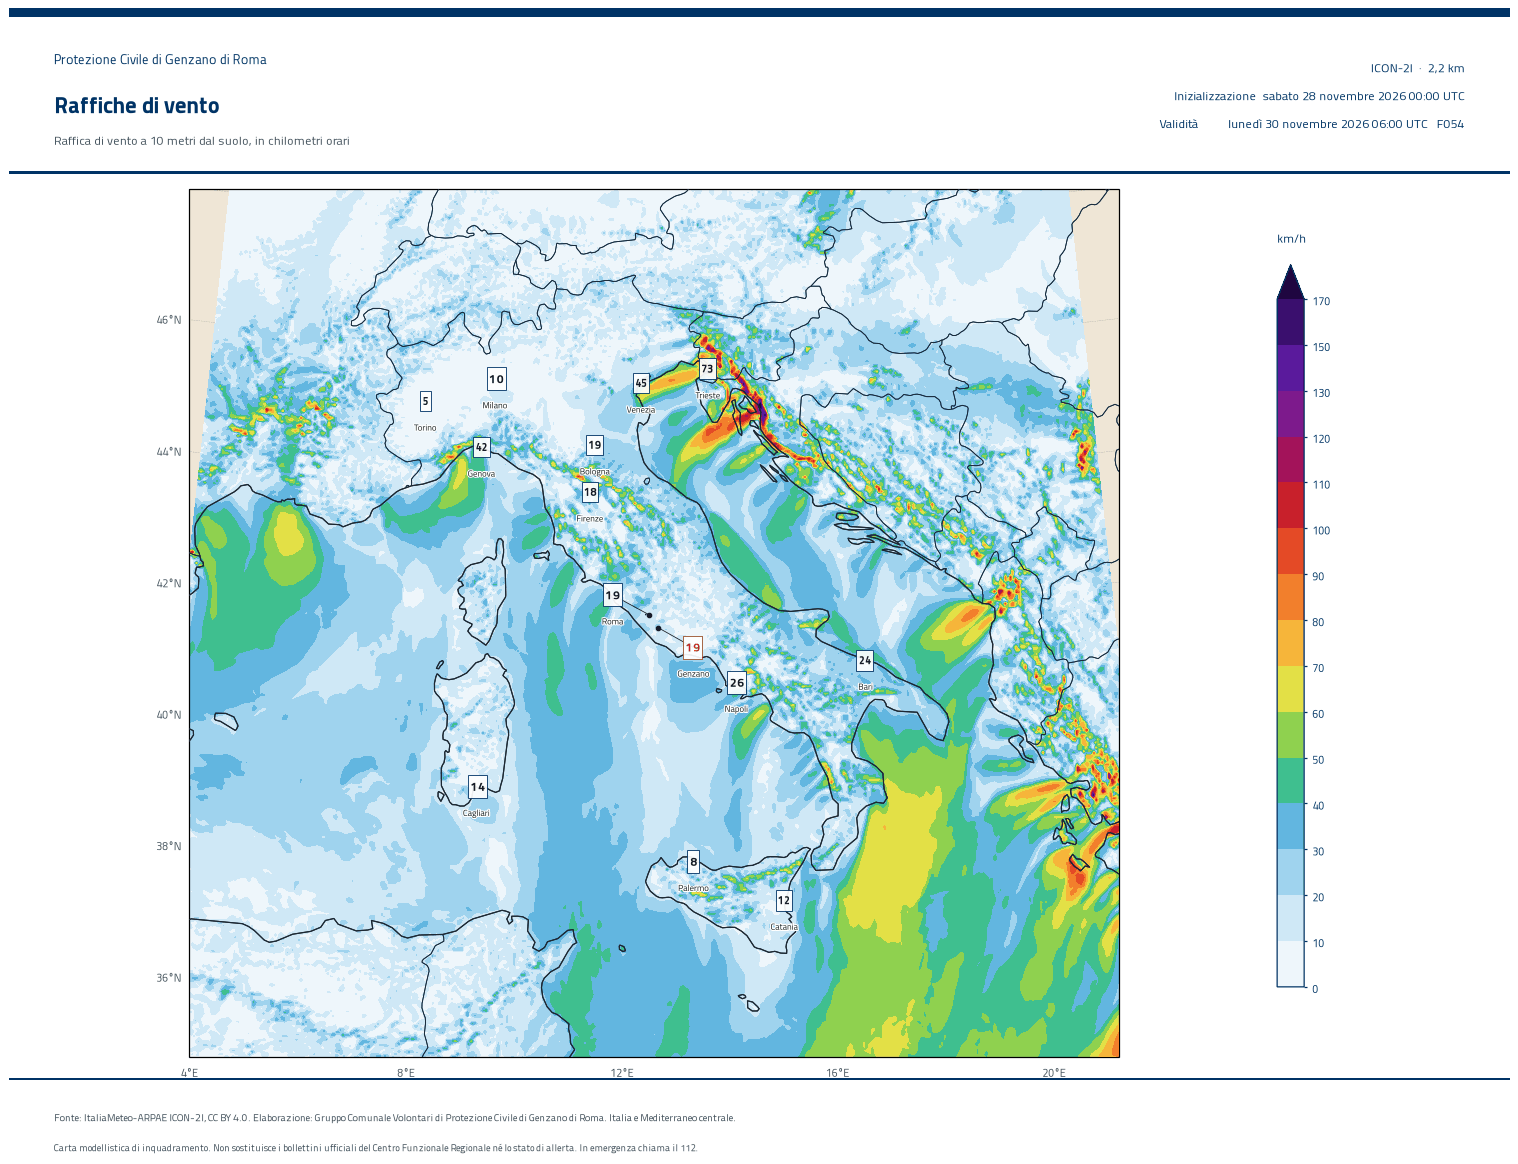 Protezione Civile di Genzano di Roma
Raffiche di vento
Raffica di vento a 10 metri dal suolo, in chilometri orari
ICON-2I · 2,2 km
Inizializzazione sabato 28 novembre 2026 00:00 UTC
Validità lunedì 30 novembre 2026 06:00 UTC F054
km/h
170
150
130
120
110
100
90
80
70
60
50
40
30
20
10
0
46°N
44°N
42°N
40°N
38°N
36°N
4°E
8°E
12°E
16°E
20°E
73
Trieste
45
Venezia
10
Milano
5
Torino
42
Genova
19
Bologna
18
Firenze
19
Roma
19
Genzano
26
Napoli
24
Bari
14
Cagliari
8
Palermo
12
Catania
Fonte: ItaliaMeteo-ARPAE ICON-2I, CC BY 4.0. Elaborazione: Gruppo Comunale Volontari di Protezione Civile di Genzano di Roma. Italia e Mediterraneo centrale.
Carta modellistica di inquadramento. Non sostituisce i bollettini ufficiali del Centro Funzionale Regionale né lo stato di allerta. In emergenza chiama il 112.